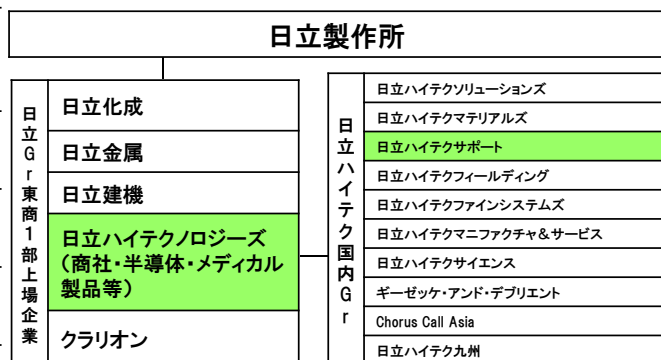 日立製作所
日立Gr東商1部上場企業
日立化成
日立金属
日立建機
日立ハイテクノロジーズ
（商社・半導体・メディカル
製品等）
クラリオン
日立ハイテク国内Gr
日立ハイテクソリューションズ
日立ハイテクマテリアルズ
日立ハイテクサポート
日立ハイテクフィールディング
日立ハイテクファインシステムズ
日立ハイテクマニファクチャ＆サービス
日立ハイテクサイエンス
ギーゼッケ・アンド・デブリエント
Chorus Call Asia
日立ハイテク九州